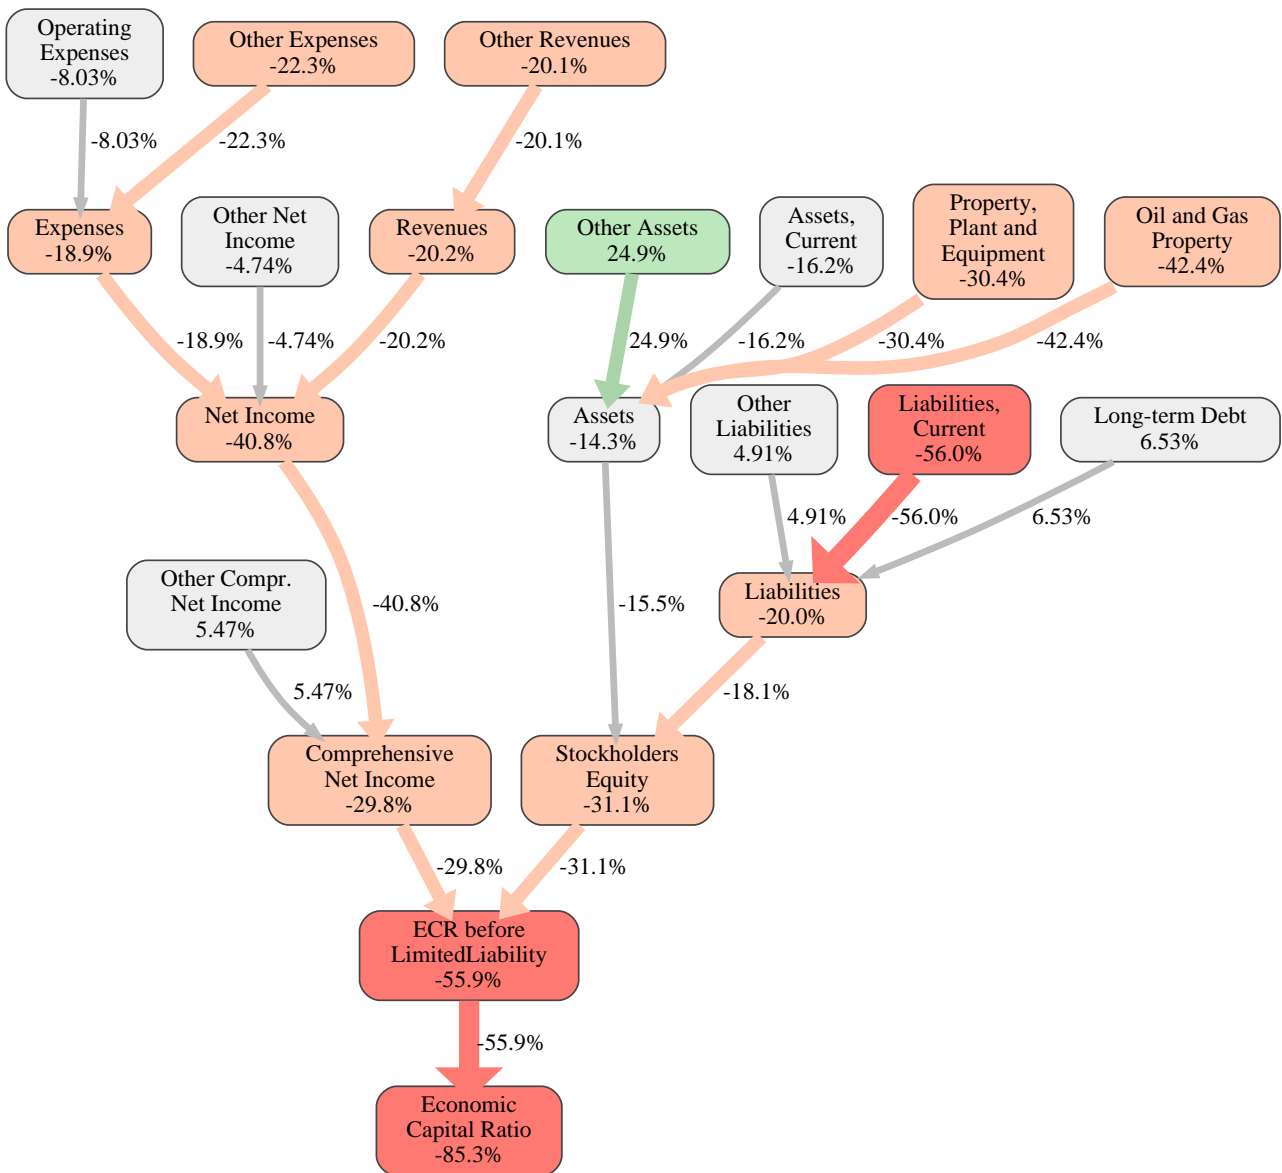 Operating
Expenses
-8.03%
Other Expenses
-22.3%
Other Revenues
-20.1%
-8.03%
-22.3%
-20.1%
Expenses
-18.9%
Other Net
Income
-4.74%
Revenues
-20.2%
Other Assets
24.9%
Assets,
Current
-16.2%
Property,
Plant and
Equipment
-30.4%
Oil and Gas
Property
-42.4%
-18.9%
-4.74%
-20.2%
24.9%
-16.2%
-30.4%
-42.4%
Net Income
-40.8%
Assets
-14.3%
Other
Liabilities
4.91%
Liabilities,
Current
-56.0%
Long-term Debt
6.53%
4.91%
-56.0%
6.53%
Other Compr.
Net Income
5.47%
-40.8%
-15.5%
Liabilities
-20.0%
5.47%
-18.1%
Comprehensive
Net Income
-29.8%
Stockholders
Equity
-31.1%
-29.8%
-31.1%
ECR before
LimitedLiability
-55.9%
-55.9%
Economic
Capital Ratio
-85.3%